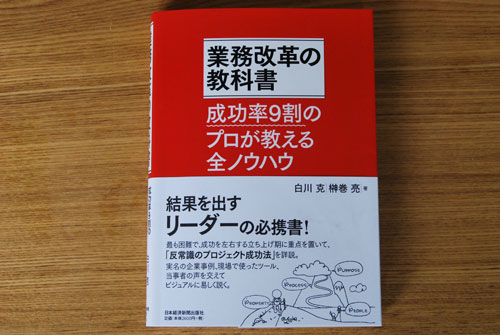 業務改革の
教科書
成功率9割の
プロが教える
全ノウハウ
白川 克 榊巻 亮 著
結果を出す
リーダーの必携書!
最も困難で、成功を左右する立ち上げ期に重点を置いて、
「反常識のプロジェクト成功法」を詳説。
実名の企業事例、現場で使ったツール、
当事者の声を交えて
ビジュアルに易しく説く。
PURPOSE
PROCESS
PROPERTY
PEOPLE
日本経済新聞出版社